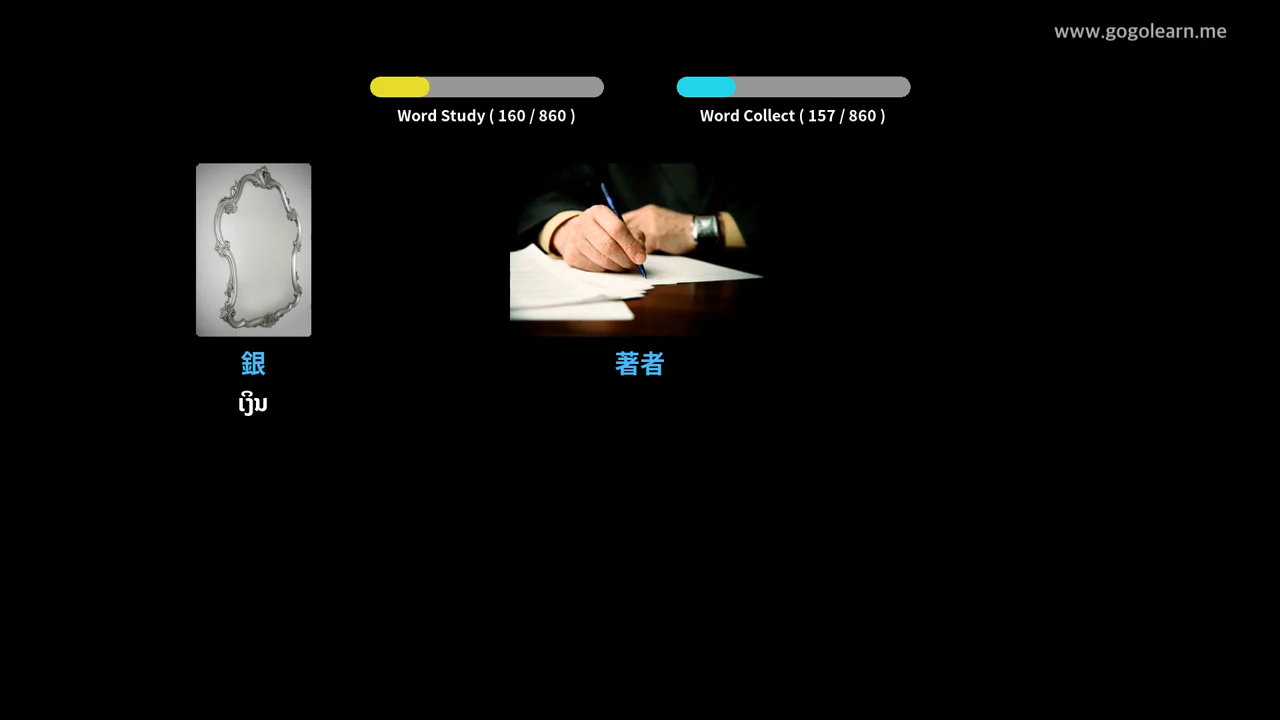 www.gogolearn.me
Word Study ( 160 / 860 )
Word Collect ( 157 / 860 )
銀
ເງິນ
著者